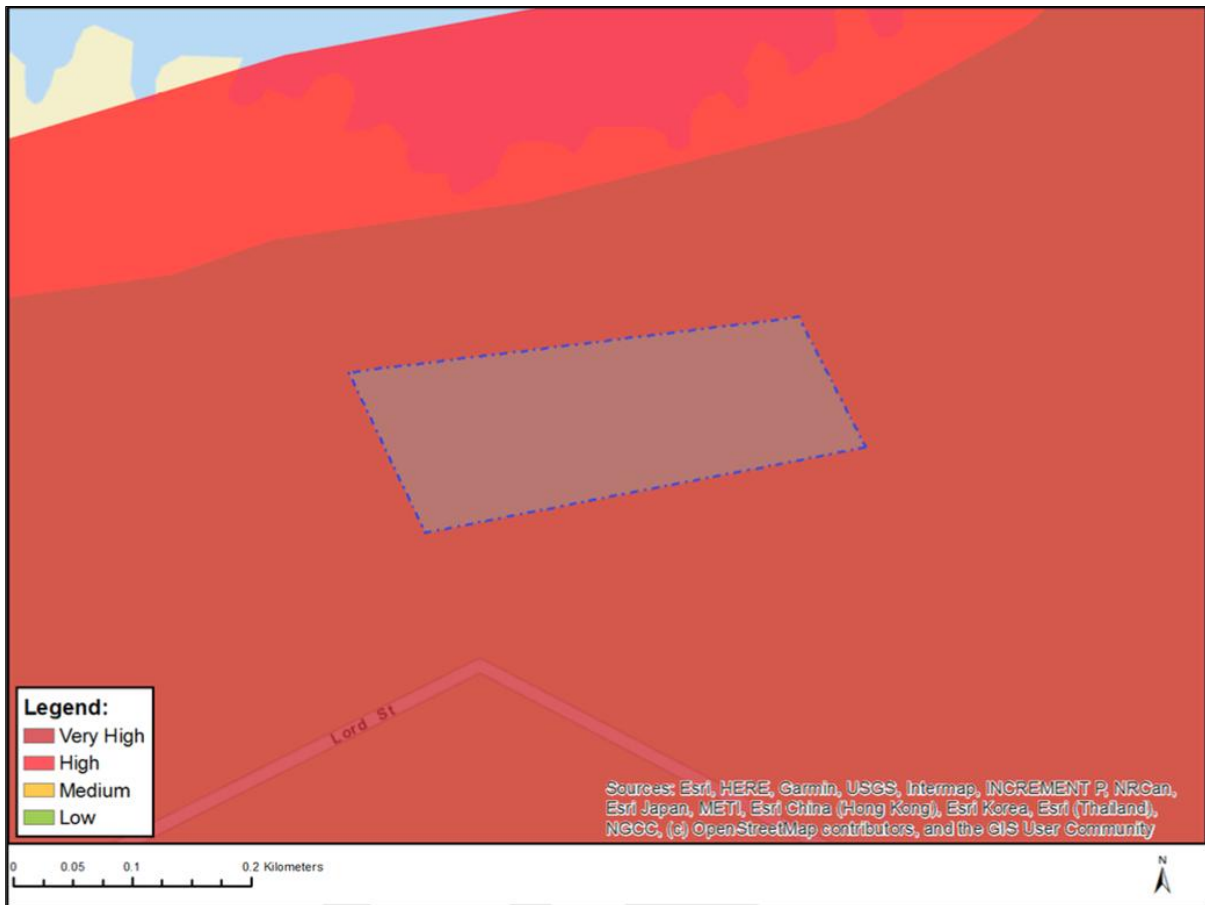 Lord St
Legend:
Very High
High
Medium
Low
Sources: Esri, HERE, Garmin, USGS, Intermap, INCREMENT P, NRCan,
Esri Japan, METI, Esri China (Hong Kong), Esri Korea, Esri (Thailand),
NGCC, (c) OpenStreetMap contributors, and the GIS User Community
0 0.05 0.1 0.2 Kilometers
N